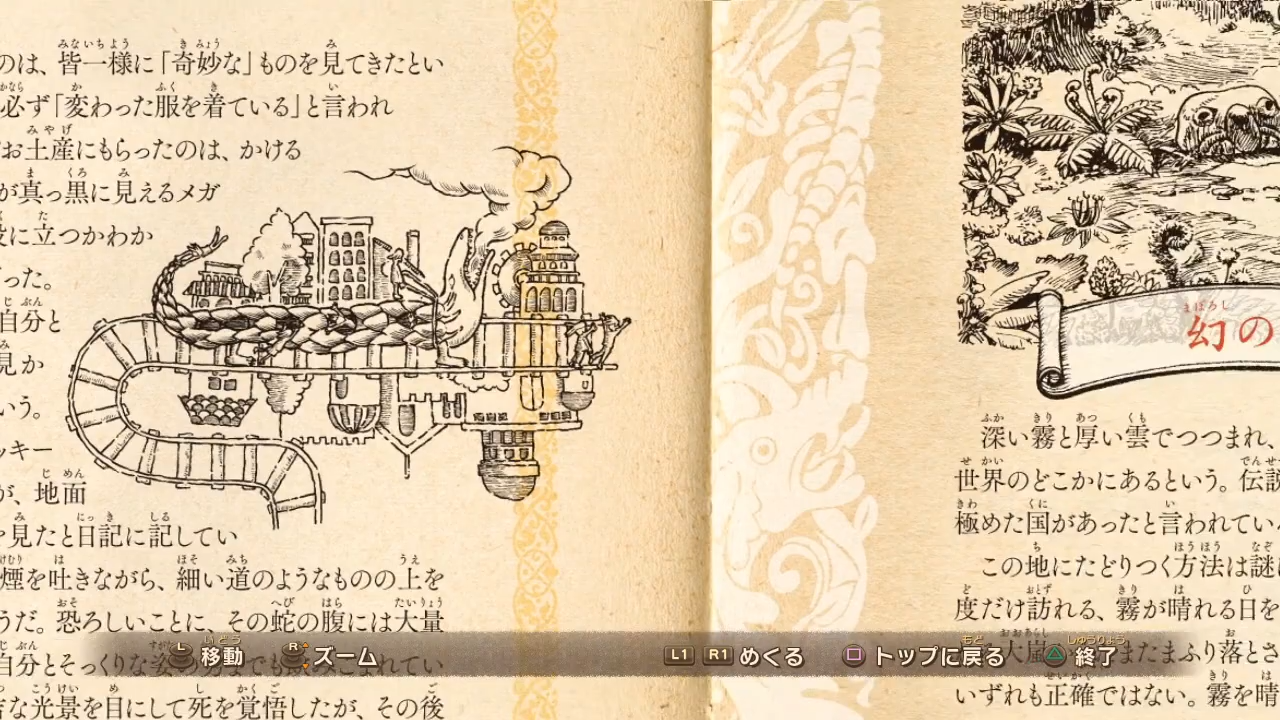 のは、皆一様に「奇妙な」ものを見てきたとい
必ず「変わった服を着ている」と言われ
お土産にもらったのは、かける
が真っ黒に見えるメガ
に立つかわか
った。
自分と
見か
いう。
ッキー
が、地面
見たと日記に記してい
煙を吐きながら、細い道のようなものの上を
うだ。恐ろしいことに、その蛇の腹には大量
自分とそっくりな姿の
な光景を目にして死を覚悟したが、その後
幻の
深い霧と厚い雲でつつまれ、
世界のどこかにあるという。伝説
極めた国があったと言われてい
この地にたどりつく方法は謎
度だけ訪れる、霧が晴れる日を
大嵐
たまふり落とさ
いずれも正確ではない。霧を晴
L 移動 R ズーム L1 R1 めくる トップに戻る 終了